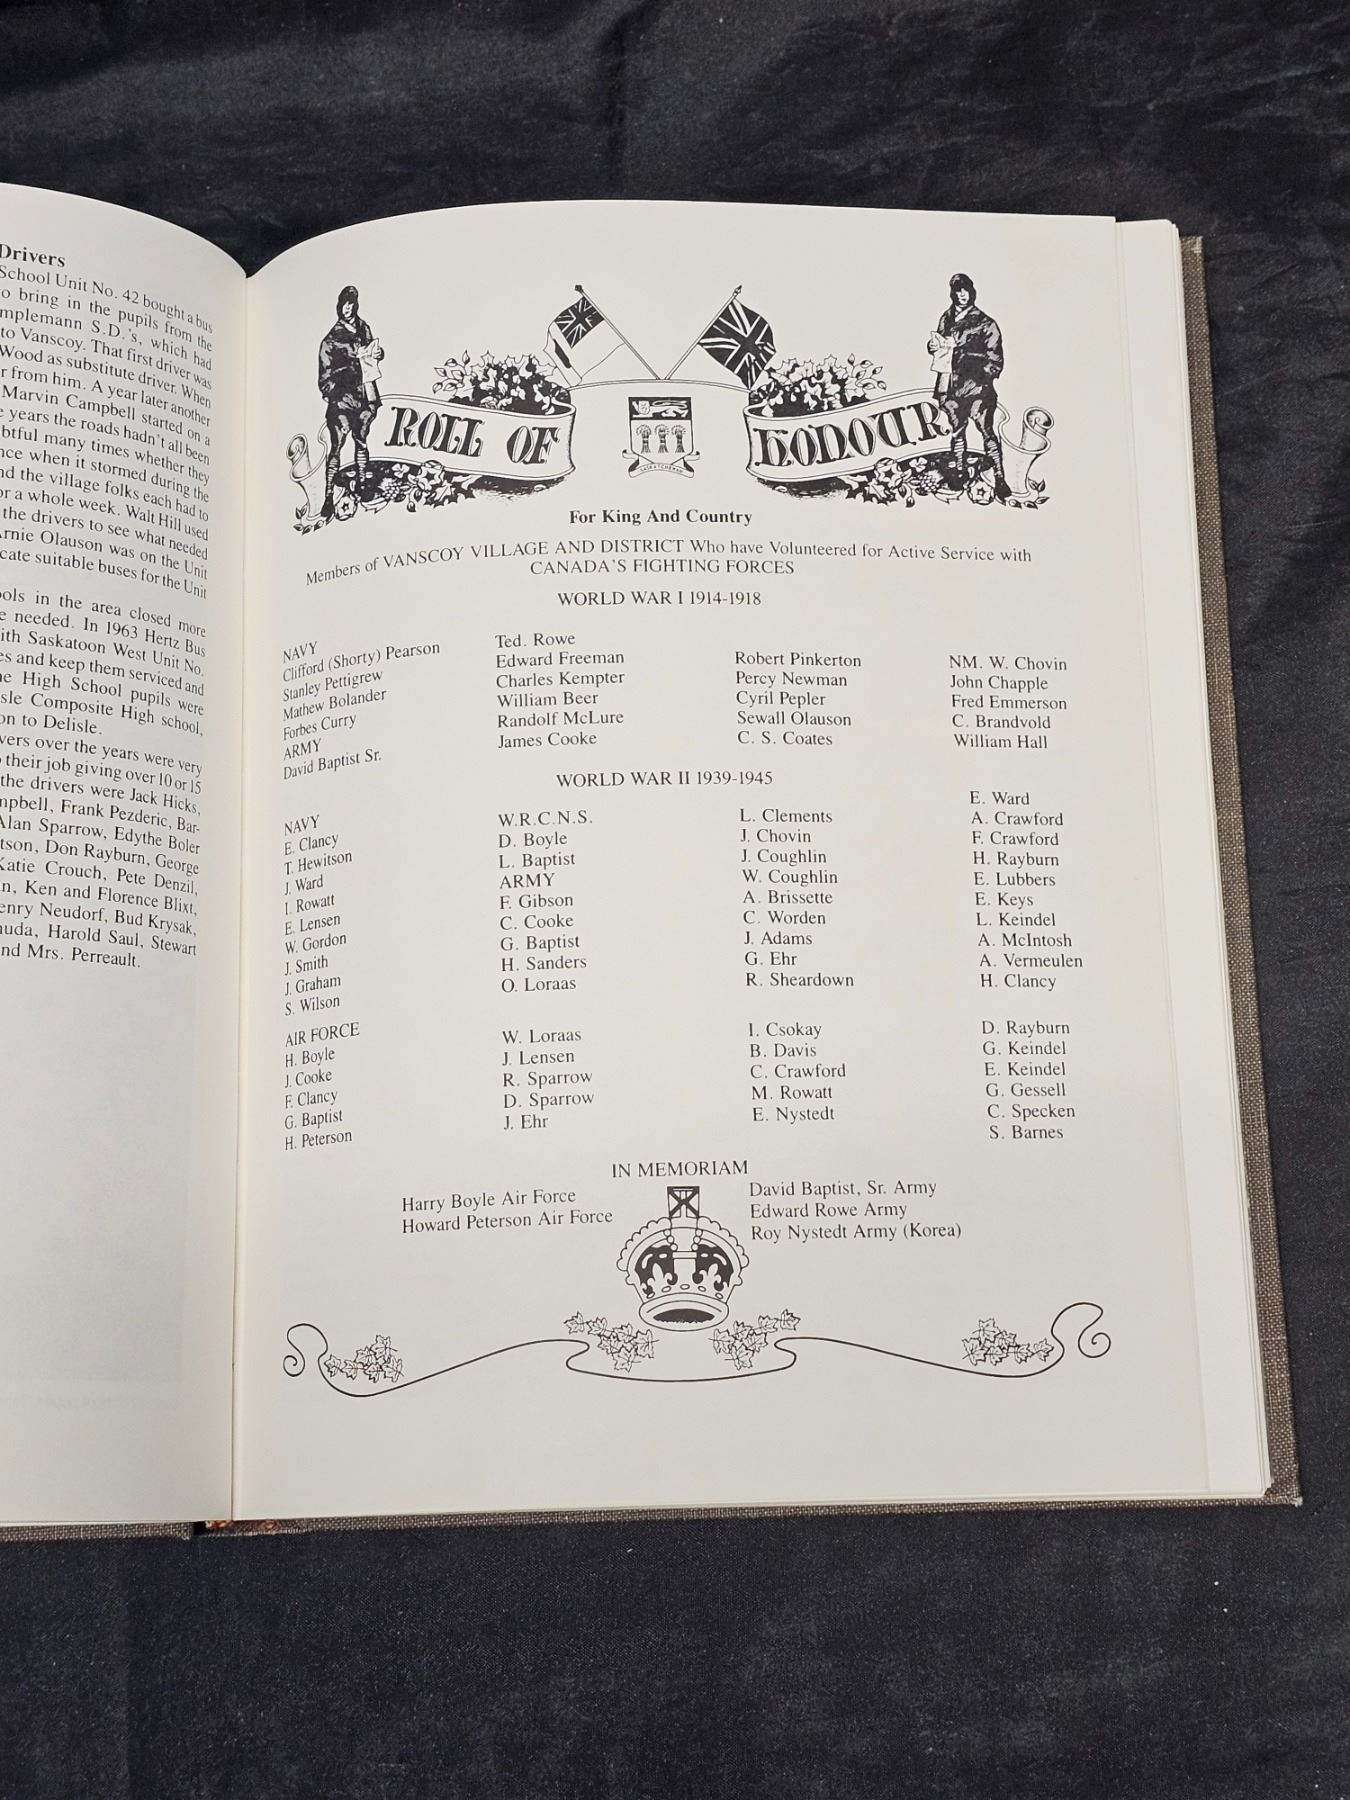 Drivers
School Unit No. 42 bought a bus
o bring in the pupils from the
mplemann S.D.'s, which had
to Vanscoy. That first driver was
Wood as substitute driver. When
r from him. A year later another
Marvin Campbell started on a
e years the roads hadn't all been
btful many times whether they
nce when it stormed during the
nd the village folks each had to
or a whole week. Walt Hill used
the drivers to see what needed
Arnie Olauson was on the Unit
cate suitable buses for the Unit
ools in the area closed more
e needed. In 1963 Hertz Bus
ith Saskatoon West Unit No.
es and keep them serviced and
e High School pupils were
isle Composite High school,
on to Delisle.
vers over the years were very
their job giving over 10 or 15
the drivers were Jack Hicks,
mpbell, Frank Pezderic, Bar-
Alan Sparrow, Edythe Boler
tson, Don Rayburn, George
Katie Crouch, Pete Denzil,
n, Ken and Florence Blixt,
enry Neudorf, Bud Krysak,
uda, Harold Saul, Stewart
nd Mrs. Perreault.
ROLL OF HONOUR
SASKATCHEWAN
For King And Country
Members of VANSCOY VILLAGE AND DISTRICT Who have Volunteered for Active Service with
CANADA'S FIGHTING FORCES
WORLD WAR I 1914-1918
NAVY
Clifford (Shorty) Pearson
Stanley Pettigrew
Mathew Bolander
Forbes Curry
ARMY
David Baptist Sr.
Ted. Rowe
Edward Freeman
Charles Kempter
William Beer
Randolf McLure
James Cooke
Robert Pinkerton
Percy Newman
Cyril Pepler
Sewall Olauson
C. S. Coates
NM. W. Chovin
John Chapple
Fred Emmerson
C. Brandvold
William Hall
WORLD WAR II 1939-1945
NAVY
E. Clancy
T. Hewitson
J. Ward
I. Rowatt
E. Lensen
W. Gordon
J. Smith
J. Graham
S. Wilson
W.R.C.N.S.
D. Boyle
L. Baptist
ARMY
F. Gibson
C. Cooke
G. Baptist
H. Sanders
O. Loraas
L. Clements
J. Chovin
J. Coughlin
W. Coughlin
A. Brissette
C. Worden
J. Adams
G. Ehr
R. Sheardown
E. Ward
A. Crawford
F. Crawford
H. Rayburn
E. Lubbers
E. Keys
L. Keindel
A. McIntosh
A. Vermeulen
H. Clancy
AIR FORCE
H. Boyle
J. Cooke
F. Clancy
G. Baptist
H. Peterson
W. Loraas
J. Lensen
R. Sparrow
D. Sparrow
J. Ehr
I. Csokay
B. Davis
C. Crawford
M. Rowatt
E. Nystedt
D. Rayburn
G. Keindel
E. Keindel
G. Gessell
C. Specken
S. Barnes
IN MEMORIAM
Harry Boyle Air Force
Howard Peterson Air Force
David Baptist, Sr. Army
Edward Rowe Army
Roy Nystedt Army (Korea)